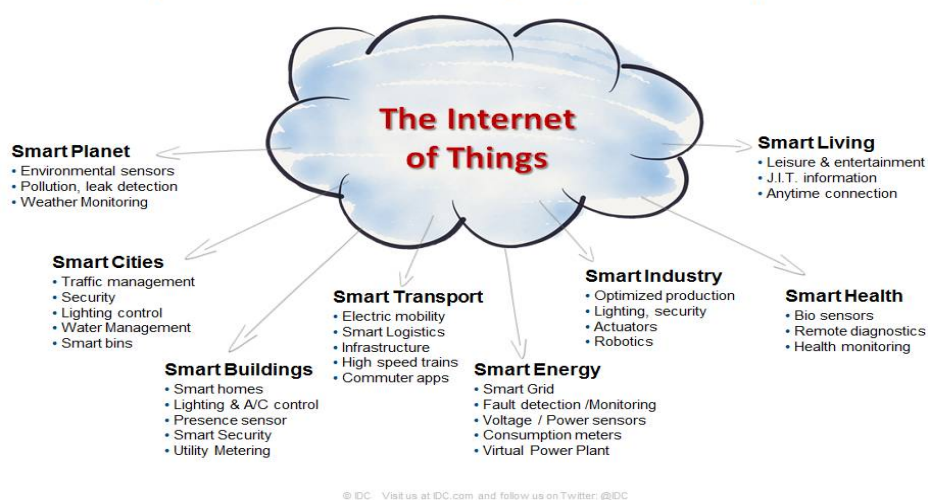 The Internet
of Things
Smart Planet
• Environmental sensors
• Pollution, leak detection
• Weather Monitoring
Smart Cities
• Traffic management
• Security
• Lighting control
• Water Management
• Smart bins
Smart Buildings
• Smart homes
• Lighting & A/C control
• Presence sensor
• Smart Security
• Utility Metering
Smart Transport
• Electric mobility
• Smart Logistics
• Infrastructure
• High speed trains
• Commuter apps
Smart Energy
• Smart Grid
• Fault detection /Monitoring
• Voltage / Power sensors
• Consumption meters
• Virtual Power Plant
Smart Industry
• Optimized production
• Lighting, security
• Actuators
• Robotics
Smart Health
• Bio sensors
• Remote diagnostics
• Health monitoring
Smart Living
• Leisure & entertainment
• J.I.T. information
• Anytime connection
© IDC Visit us at IDC.com and follow us on Twitter: @IDC